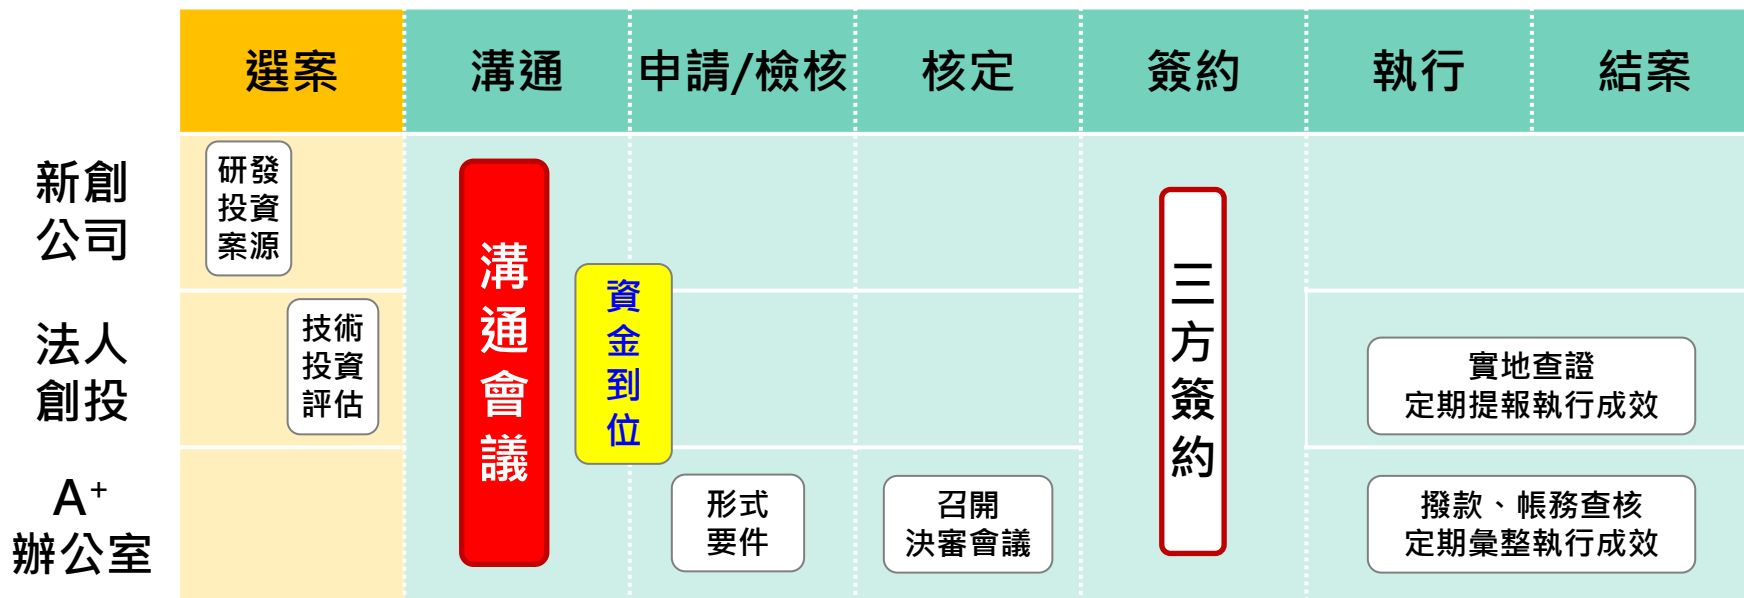 選案
溝通
申請/檢核
核定
簽約
執行
結案
新創
公司
研發
投資
案源
法人
創投
技術
投資
評估
A+
辦公室
溝通會議
資金到位
形式
要件
召開
決審會議
三方簽約
實地查證
定期提報執行成效
撥款、帳務查核
定期彙整執行成效